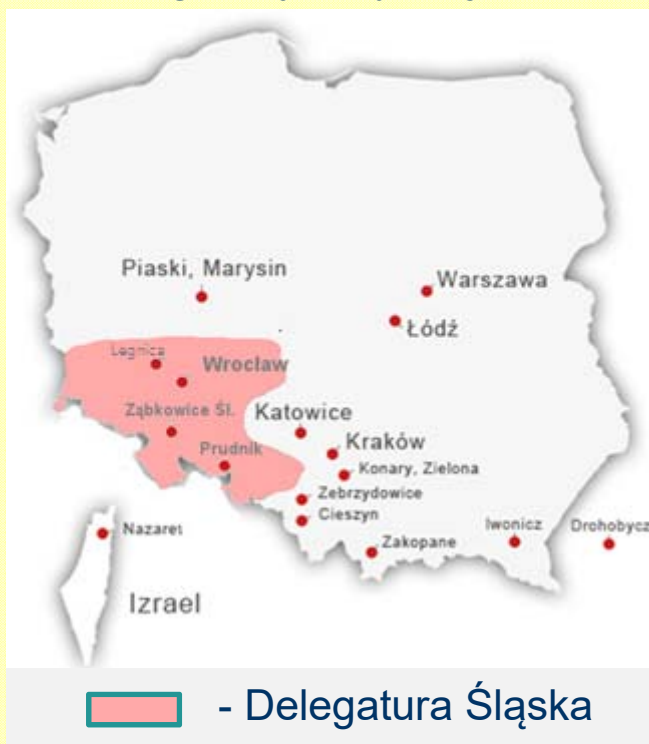 Piaski, Marysin
Warszawa
Łódź
Legnica
Wrocław
Ząbkowice Śl.
Katowice
Prudnik
Kraków
Konary, Zielona
Zebrzydowice
Cieszyn
Nazaret
Iwonicz
Drohobycz
Zakopane
Izrael
- Delegatura Śląska